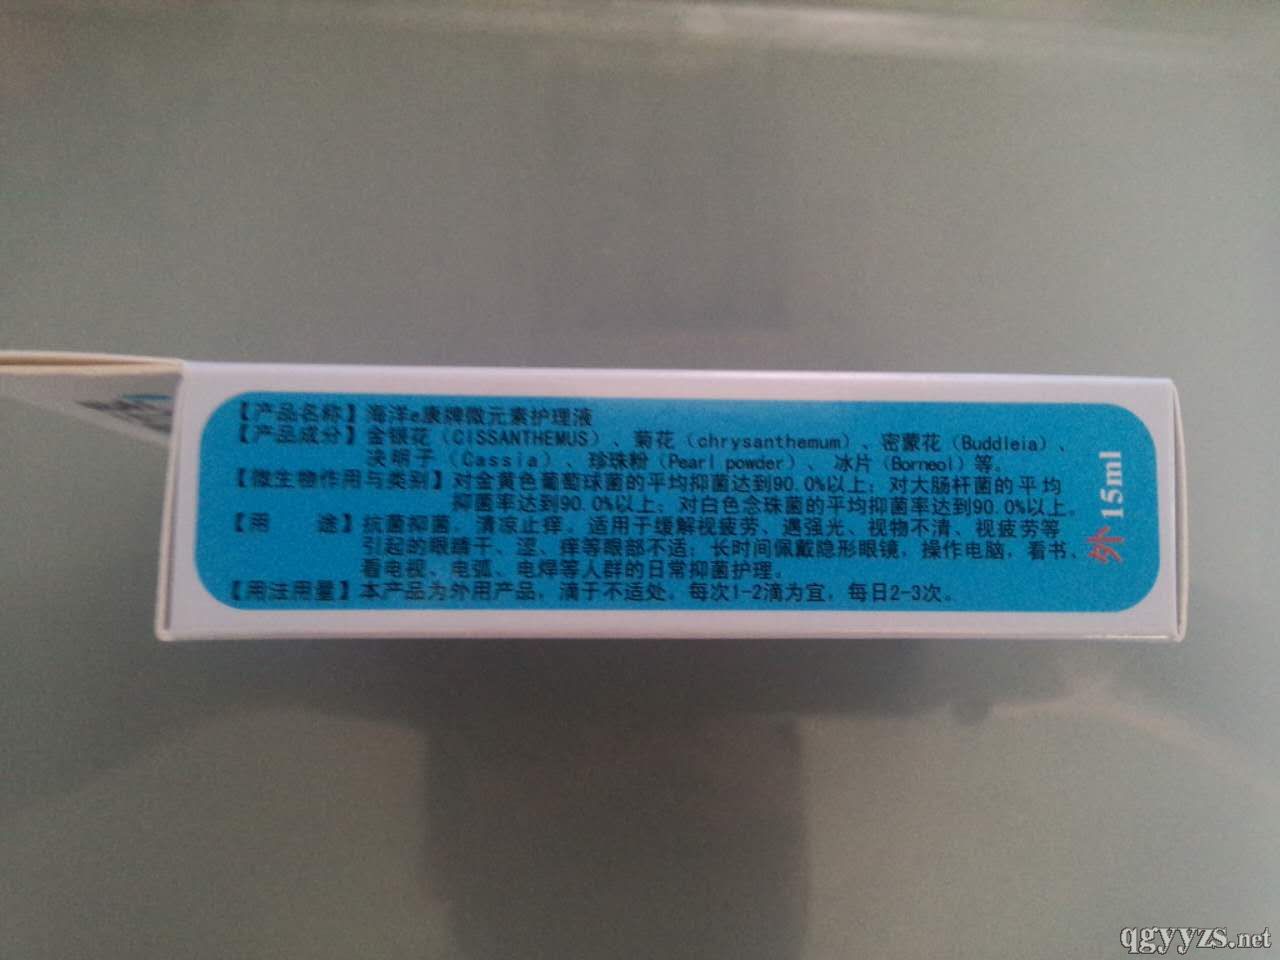 【产品名称】海洋e康牌微元素护理液
【产品成分】金银花（CISSANTHEMUS）、菊花（chrysanthemum）、密蒙花（Buddleia）、
决明子（Cassia）、珍珠粉（Pearl powder）、冰片（Borneol）等。
【微生物作用与类别】对金黄色葡萄球菌的平均抑菌达到90.0%以上；对大肠杆菌的平均
抑菌率达到90.0%以上；对白色念珠菌的平均抑菌率达到90.0%以上。
【用 途】抗菌抑菌，清凉止痒。适用于缓解视疲劳、遇强光、视物不清、视疲劳等
引起的眼睛干、涩、痒等眼部不适；长时间佩戴隐形眼镜，操作电脑，看书、
看电视、电弧、电焊等人群的日常抑菌护理。
【用法用量】本产品为外用产品，滴于不适处，每次1-2滴为宜，每日2-3次。
外 15ml
qgyyzs.net